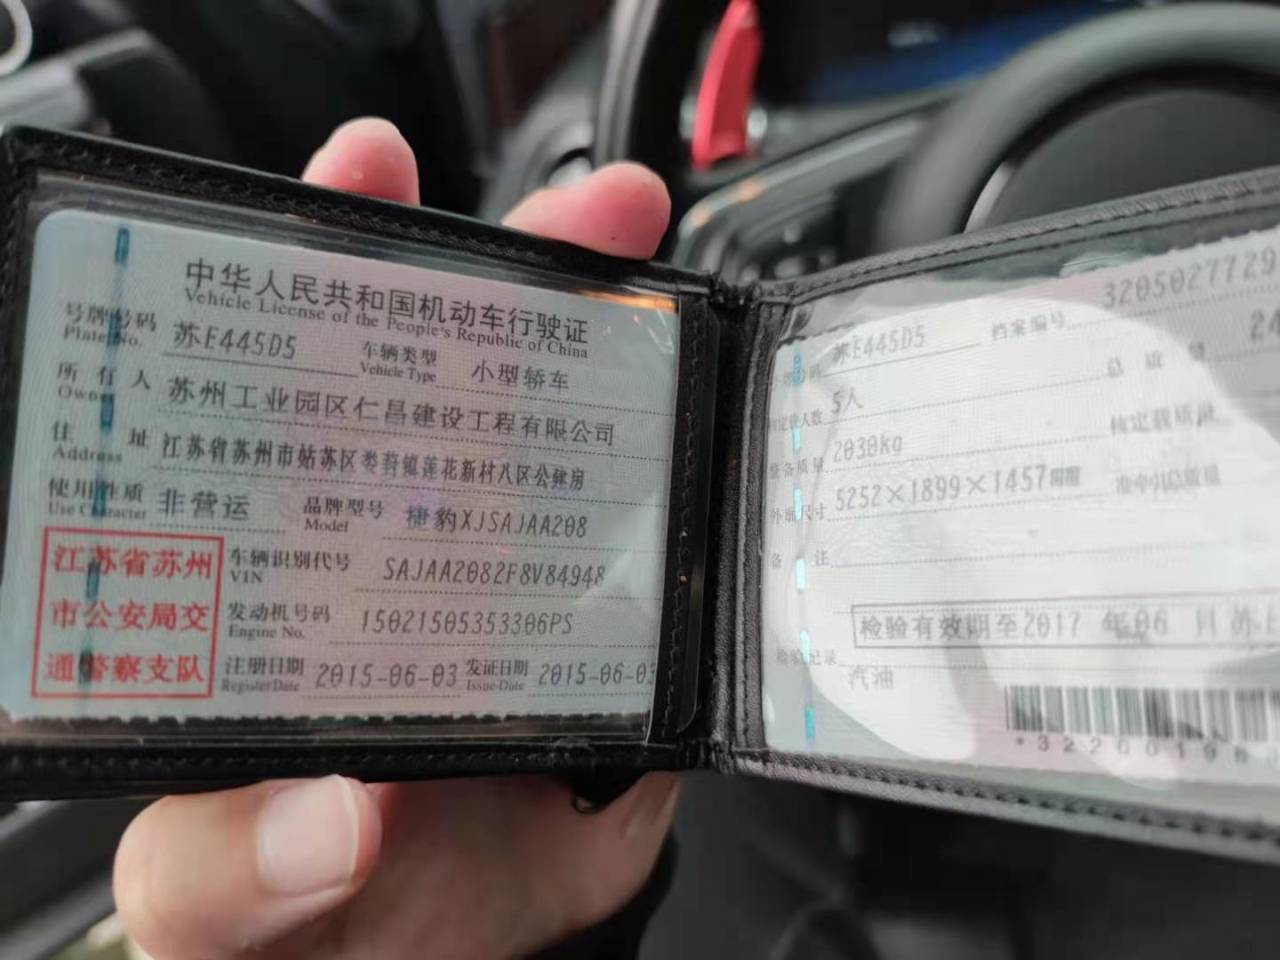 中华人民共和国机动车行驶证
Vehicle License of the People's Republic of China
号牌号码 苏E445D5 车辆类型 小型轿车
Plate No. Vehicle Type
所有人 苏州工业园区仁昌建设工程有限公司
Owner
住址 江苏省苏州市姑苏区娄葑镇莲花新村八区公建房
Address
使用性质 非营运 品牌型号 捷豹XJSAJAA208
Use Character Model
江苏省苏州
市公安局交
通警察支队
车辆识别代号 SAJAA2082F8V84948
VIN
发动机号码 15021505353306PS
Engine No.
注册日期 2015-06-03 发证日期 2015-06-03
Register Date Issue Date
苏E445D5 档案编号 3205027729
5人 总质量
整备质量 2030kg 核定载质量
外廓尺寸 5252×1899×1457 准牵引总质量
备注
检验有效期至2017 年06 月 苏E
检验记录
汽油